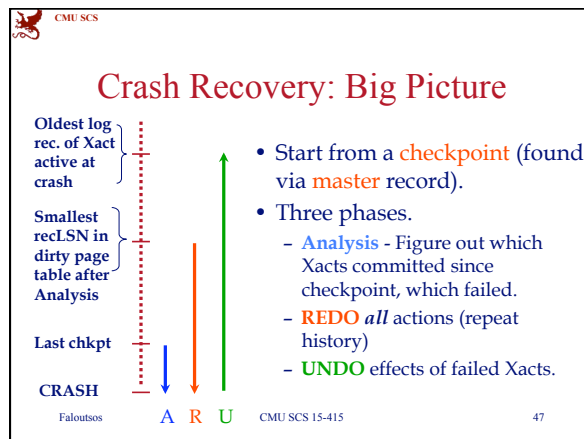 CMU SCS
Crash Recovery: Big Picture
Oldest log
rec. of Xact
active at
crash
Smallest
recLSN in
dirty page
table after
Analysis
Last chkpt
CRASH
• Start from a checkpoint (found
via master record).
• Three phases.
– Analysis - Figure out which
Xacts committed since
checkpoint, which failed.
– REDO all actions (repeat
history)
– UNDO effects of failed Xacts.
A R U
Faloutsos
CMU SCS 15-415
47